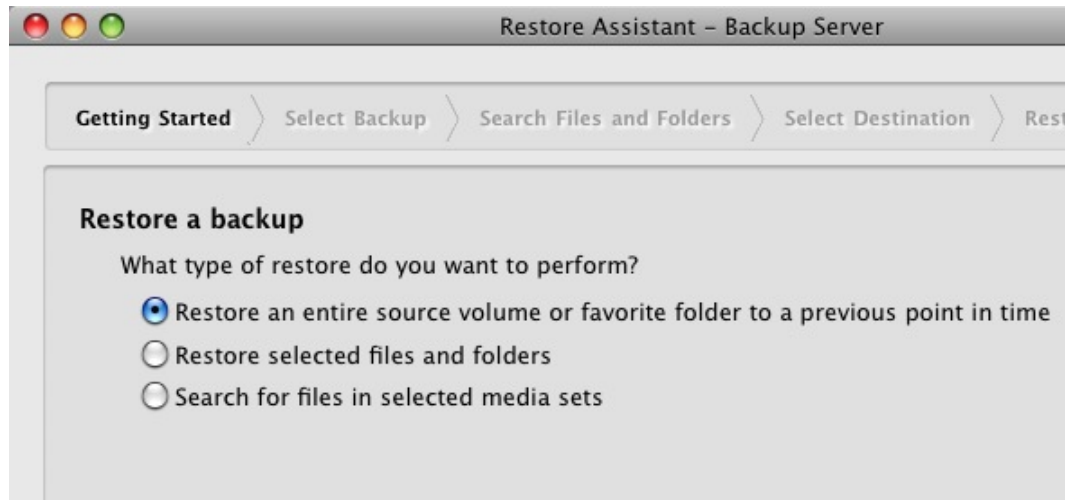 Restore Assistant – Backup Server
Getting Started Select Backup Search Files and Folders Select Destination Rest
Restore a backup
What type of restore do you want to perform?
Restore an entire source volume or favorite folder to a previous point in time
Restore selected files and folders
Search for files in selected media sets